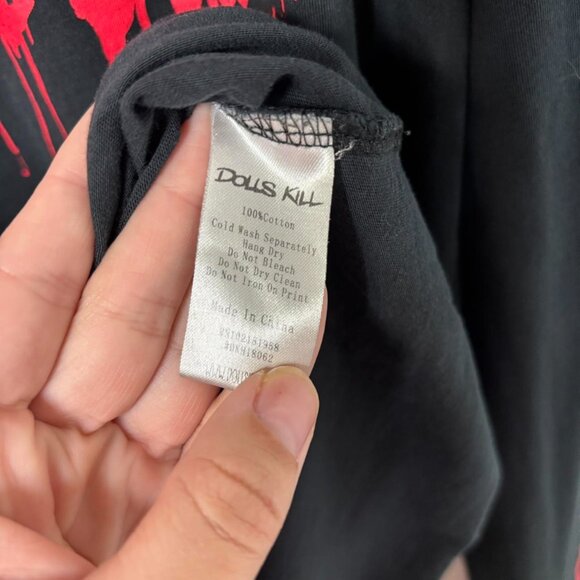 DOLLS KILL
100%Cotton
Cold Wash Separately
Hang Dry
Do Not Bleach
Do Not Dry Clean
Do Not Iron On Print
Made In China
#DKH18062